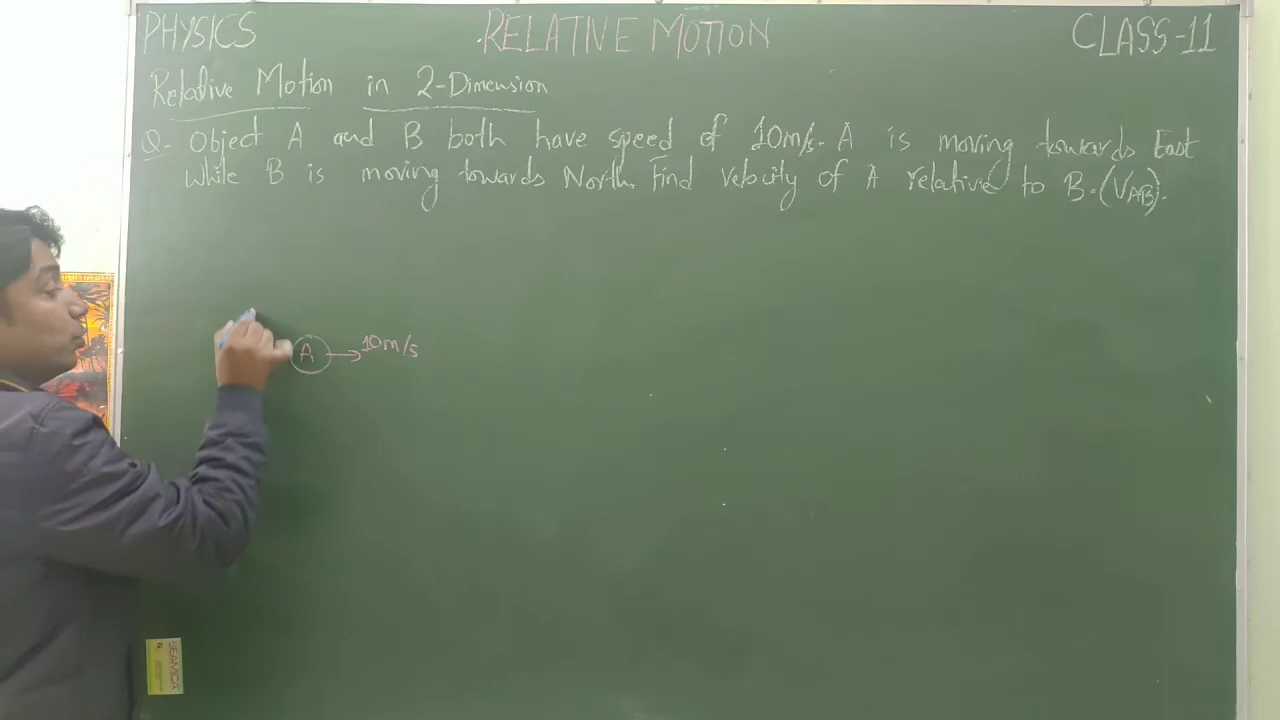 PHYSICS RELATIVE MOTION CLASS-11
Relative Motion in 2-Dimension
Q- Object A and B both have speed of 10m/s. A is moving towards East
while B is moving towards North. Find velocity of A relative to B. (VAB).
A → 10m/s
SEAMICA